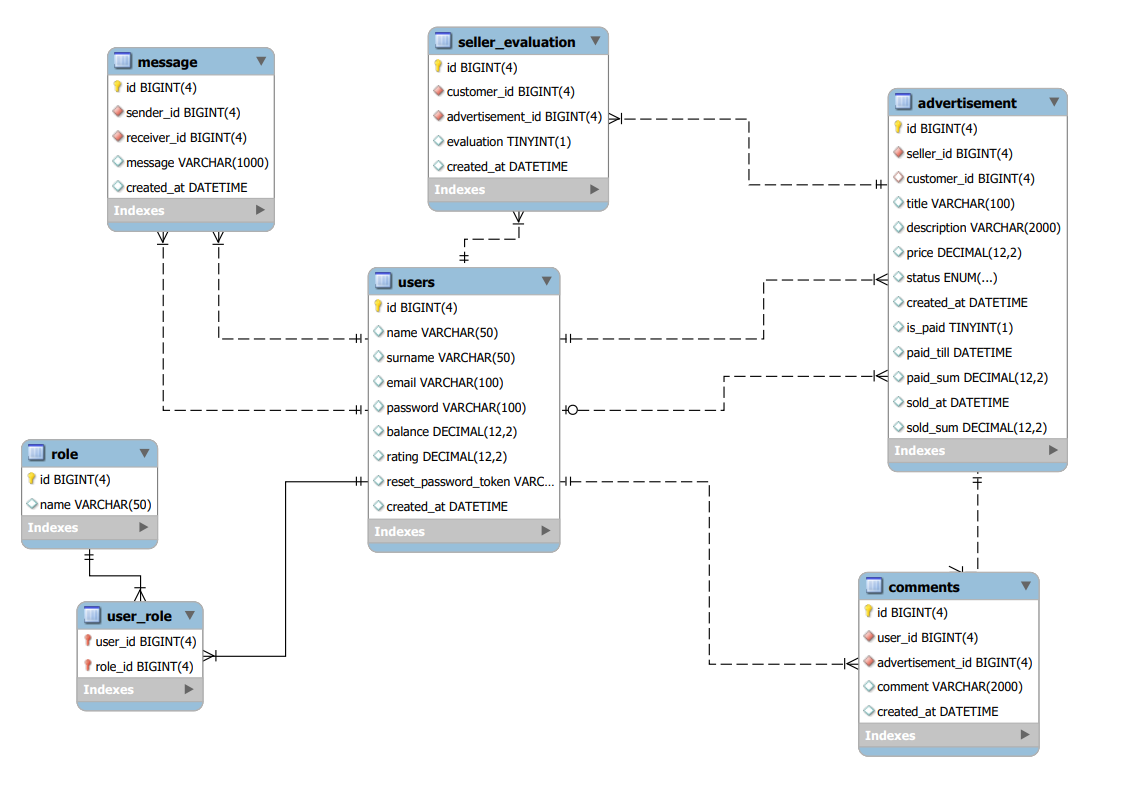 message
id BIGINT(4)
sender_id BIGINT(4)
receiver_id BIGINT(4)
message VARCHAR(1000)
created_at DATETIME
Indexes
seller_evaluation
id BIGINT(4)
customer_id BIGINT(4)
advertisement_id BIGINT(4)
evaluation TINYINT(1)
created_at DATETIME
Indexes
advertisement
id BIGINT(4)
seller_id BIGINT(4)
customer_id BIGINT(4)
title VARCHAR(100)
description VARCHAR(2000)
price DECIMAL(12,2)
status ENUM(...)
created_at DATETIME
is_paid TINYINT(1)
paid_till DATETIME
paid_sum DECIMAL(12,2)
sold_at DATETIME
sold_sum DECIMAL(12,2)
Indexes
users
id BIGINT(4)
name VARCHAR(50)
surname VARCHAR(50)
email VARCHAR(100)
password VARCHAR(100)
balance DECIMAL(12,2)
rating DECIMAL(12,2)
reset_password_token VARC...
created_at DATETIME
Indexes
role
id BIGINT(4)
name VARCHAR(50)
Indexes
user_role
user_id BIGINT(4)
role_id BIGINT(4)
Indexes
comments
id BIGINT(4)
user_id BIGINT(4)
advertisement_id BIGINT(4)
comment VARCHAR(2000)
created_at DATETIME
Indexes